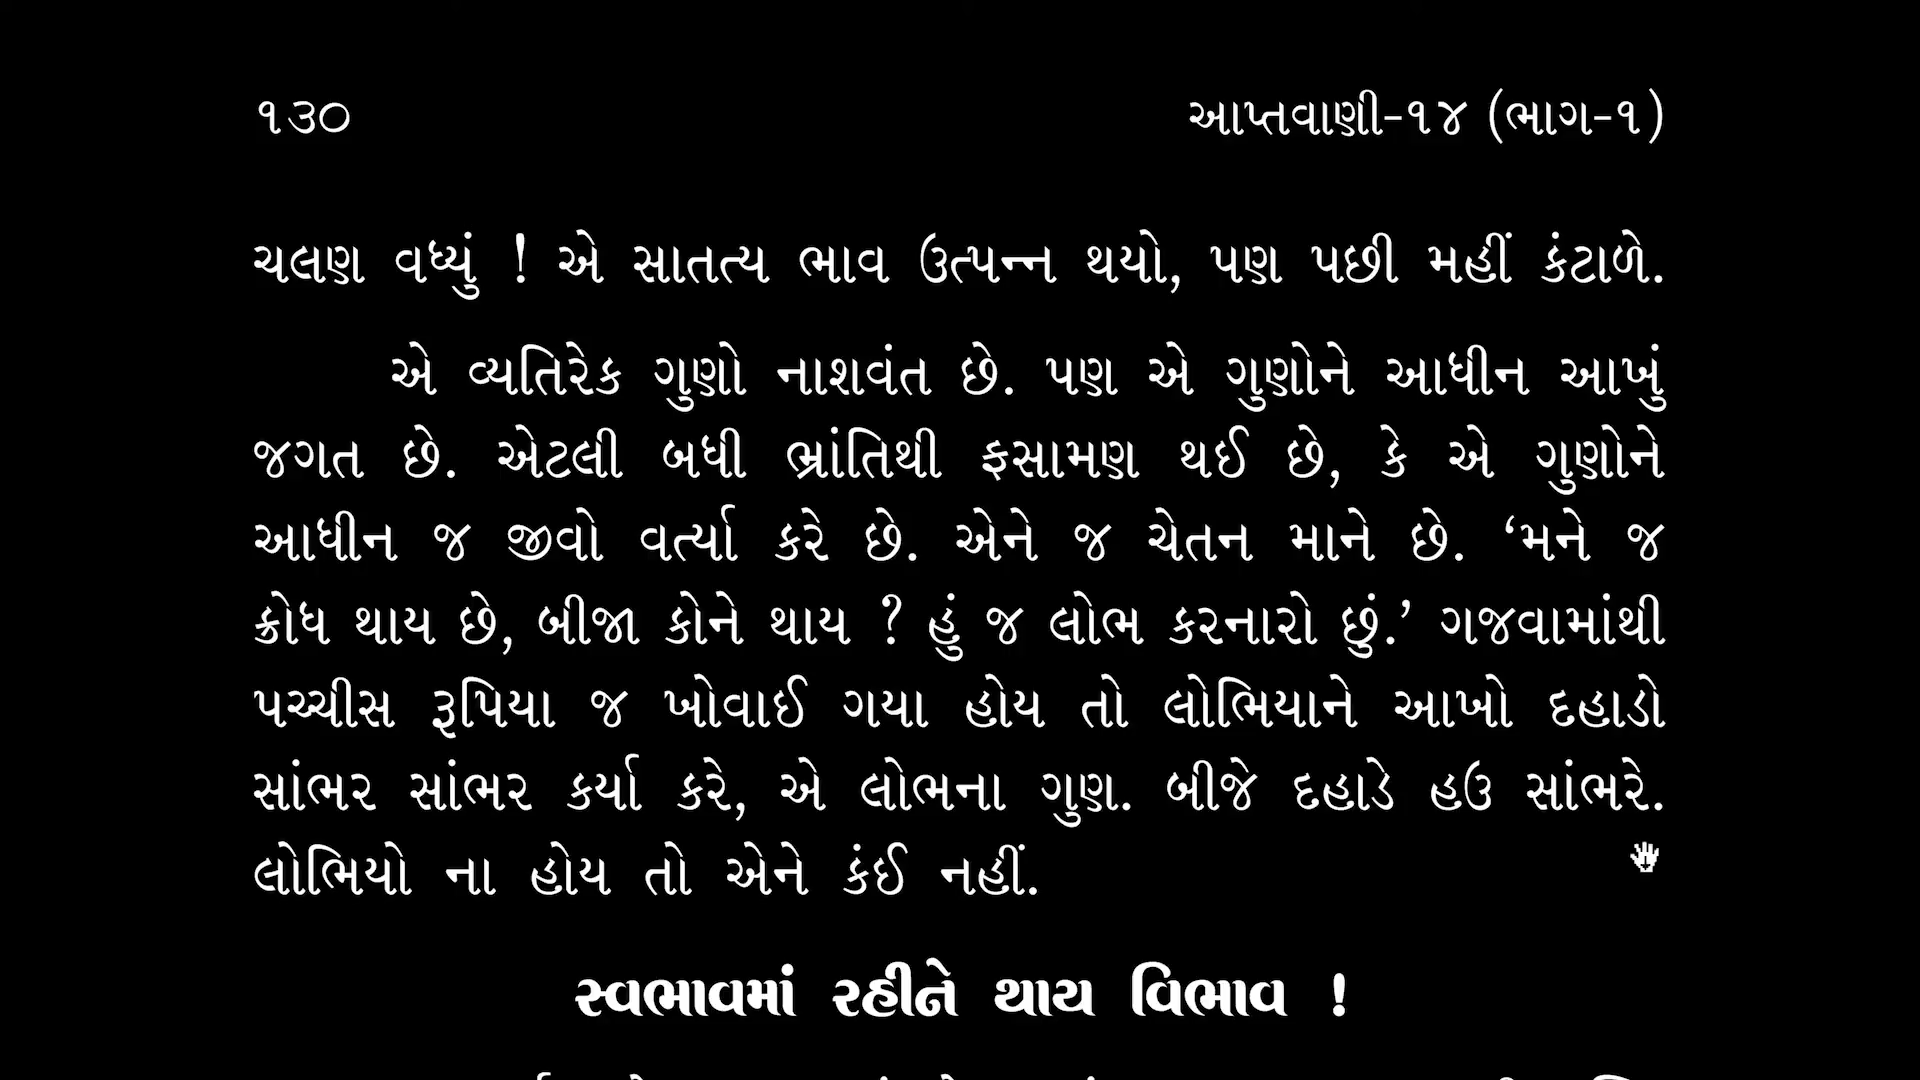 ૧૩૦
આપ્તવાણી-૧૪ (ભાગ-૧)
ચલણ વધ્યું ! એ સાતત્ય ભાવ ઉત્પન્ન થયો, પણ પછી મહીં કંટાળે.
એ વ્યતિરેક ગુણો નાશવંત છે. પણ એ ગુણોને આધીન આખું
જગત છે. એટલી બધી ભ્રાંતિથી ફસામણ થઈ છે, કે એ ગુણોને
આધીન જ જીવો વર્ત્યા કરે છે. એને જ ચેતન માને છે. ‘મને જ
ક્રોધ થાય છે, બીજા કોને થાય ? હું જ લોભ કરનારો છું.’ ગજવામાંથી
પચ્ચીસ રૂપિયા જ ખોવાઈ ગયા હોય તો લોભિયાને આખો દહાડો
સાંભર સાંભર કર્યા કરે, એ લોભના ગુણ. બીજે દહાડે હઉ સાંભરે.
લોભિયો ના હોય તો એને કંઈ નહીં.
સ્વભાવમાં રહીને થાય વિભાવ !